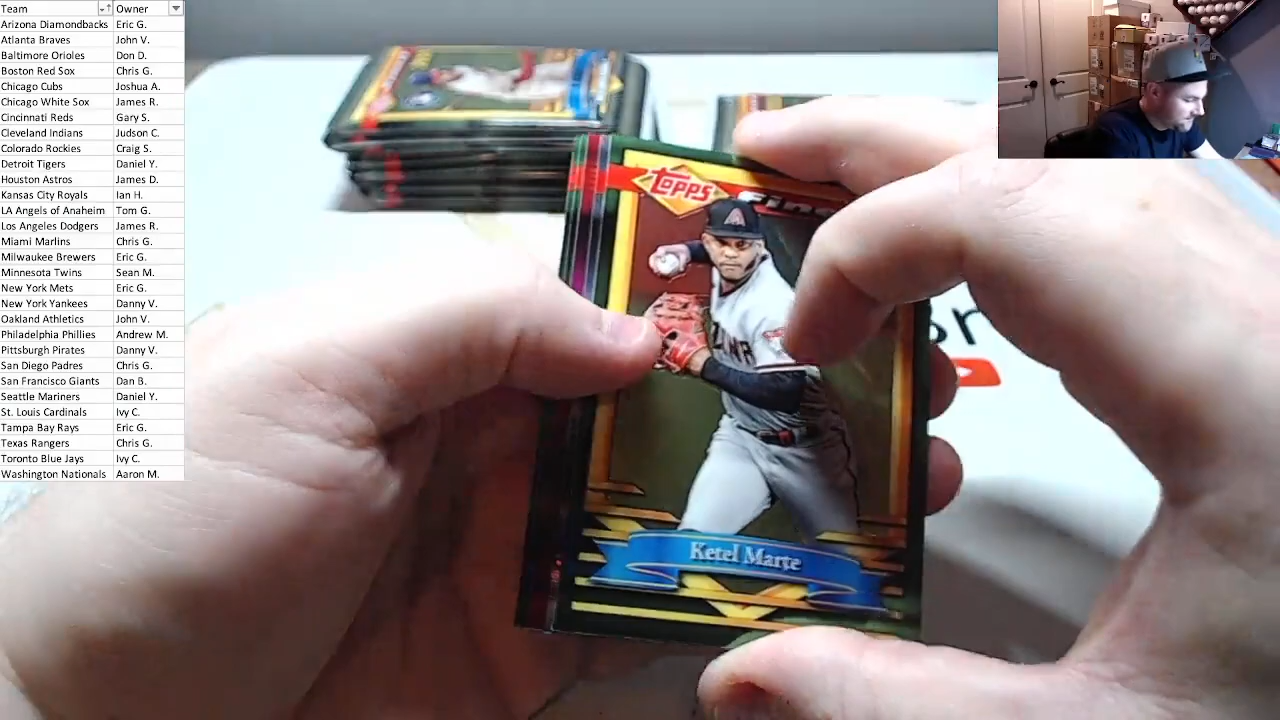 Team Owner
Arizona Diamondbacks Eric G.
Atlanta Braves John V.
Baltimore Orioles Don D.
Boston Red Sox Chris G.
Chicago Cubs Joshua A.
Chicago White Sox James R.
Cincinnati Reds Gary S.
Cleveland Indians Judson C.
Colorado Rockies Craig S.
Detroit Tigers Daniel Y.
Houston Astros James D.
Kansas City Royals Ian H.
LA Angels of Anaheim Tom G.
Los Angeles Dodgers James R.
Miami Marlins Chris G.
Milwaukee Brewers Eric G.
Minnesota Twins Sean M.
New York Mets Eric G.
New York Yankees Danny V.
Oakland Athletics John V.
Philadelphia Phillies Andrew M.
Pittsburgh Pirates Danny V.
San Diego Padres Chris G.
San Francisco Giants Dan B.
Seattle Mariners Daniel Y.
St. Louis Cardinals Ivy C.
Tampa Bay Rays Eric G.
Texas Rangers Chris G.
Toronto Blue Jays Ivy C.
Washington Nationals Aaron M.
TOPPS
A
Ketel Marte